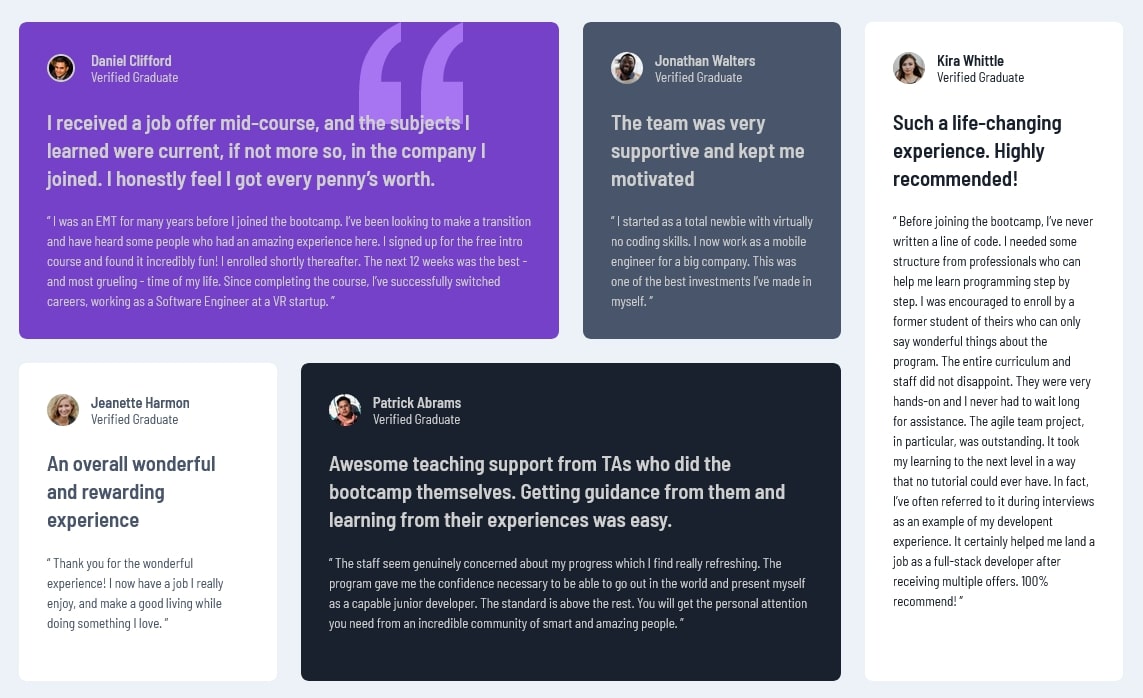 Daniel Clifford
Verified Graduate
I received a job offer mid-course, and the subjects I
learned were current, if not more so, in the company I
joined. I honestly feel I got every penny’s worth.
“ I was an EMT for many years before I joined the bootcamp. I’ve been looking to make a transition
and have heard some people who had an amazing experience here. I signed up for the free intro
course and found it incredibly fun! I enrolled shortly thereafter. The next 12 weeks was the best -
and most grueling - time of my life. Since completing the course, I’ve successfully switched
careers, working as a Software Engineer at a VR startup. ”
Jonathan Walters
Verified Graduate
The team was very
supportive and kept me
motivated
“ I started as a total newbie with virtually
no coding skills. I now work as a mobile
engineer for a big company. This was
one of the best investments I’ve made in
myself. ”
Kira Whittle
Verified Graduate
Such a life-changing
experience. Highly
recommended!
“ Before joining the bootcamp, I’ve never
written a line of code. I needed some
structure from professionals who can
help me learn programming step by
step. I was encouraged to enroll by a
former student of theirs who can only
say wonderful things about the
program. The entire curriculum and
staff did not disappoint. They were very
hands-on and I never had to wait long
for assistance. The agile team project,
in particular, was outstanding. It took
my learning to the next level in a way
that no tutorial could ever have. In fact,
I’ve often referred to it during interviews
as an example of my developent
experience. It certainly helped me land a
job as a full-stack developer after
receiving multiple offers. 100%
recommend! ”
Jeanette Harmon
Verified Graduate
An overall wonderful
and rewarding
experience
“ Thank you for the wonderful
experience! I now have a job I really
enjoy, and make a good living while
doing something I love. ”
Patrick Abrams
Verified Graduate
Awesome teaching support from TAs who did the
bootcamp themselves. Getting guidance from them and
learning from their experiences was easy.
“ The staff seem genuinely concerned about my progress which I find really refreshing. The
program gave me the confidence necessary to be able to go out in the world and present myself
as a capable junior developer. The standard is above the rest. You will get the personal attention
you need from an incredible community of smart and amazing people. ”